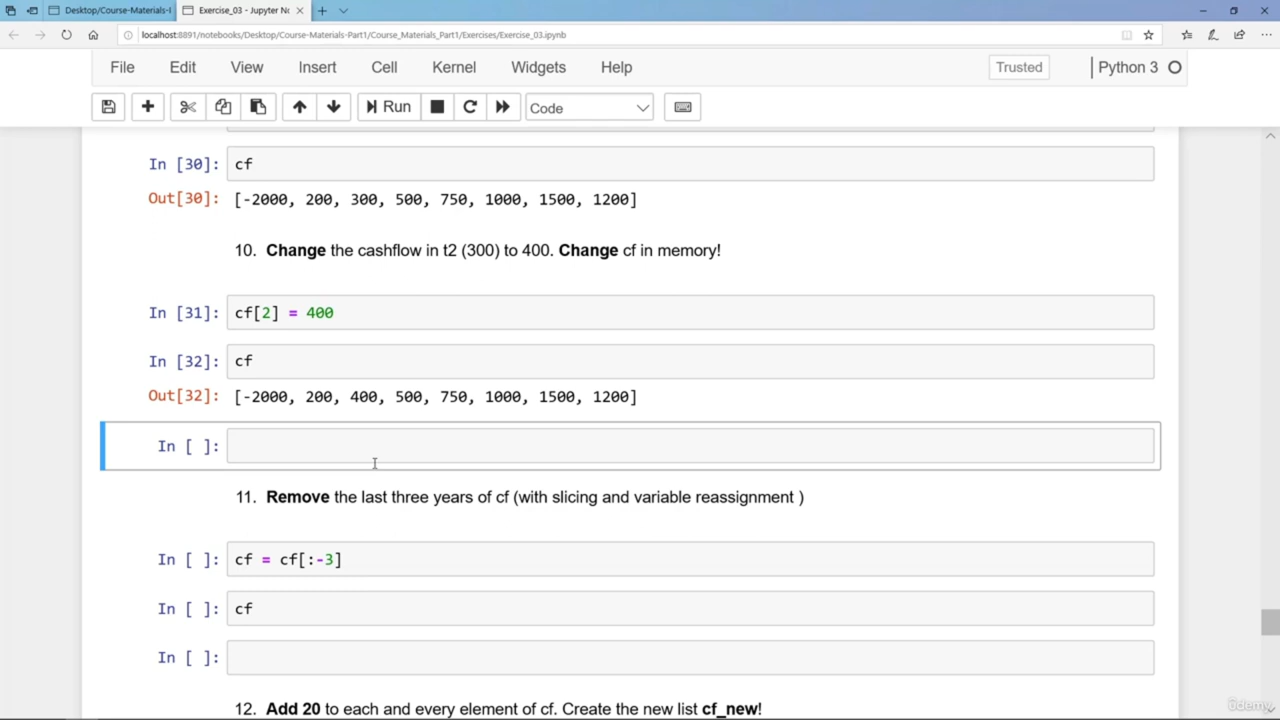 Desktop/Course-Materials-I
Exercise_03 - Jupyter No
localhost:8891/notebooks/Desktop/Course-Materials-Part1/Course_Materials_Part1/Exercises/Exercise_03.ipynb
File Edit View Insert Cell Kernel Widgets Help Trusted Python 3
Run Code
In [30]: cf
Out[30]: [-2000, 200, 300, 500, 750, 1000, 1500, 1200]
10. Change the cashflow in t2 (300) to 400. Change cf in memory!
In [31]: cf[2] = 400
In [32]: cf
Out[32]: [-2000, 200, 400, 500, 750, 1000, 1500, 1200]
In [ ]:
11. Remove the last three years of cf (with slicing and variable reassignment )
In [ ]: cf = cf[:-3]
In [ ]: cf
In [ ]:
12. Add 20 to each and every element of cf. Create the new list cf_new!
ûdemy